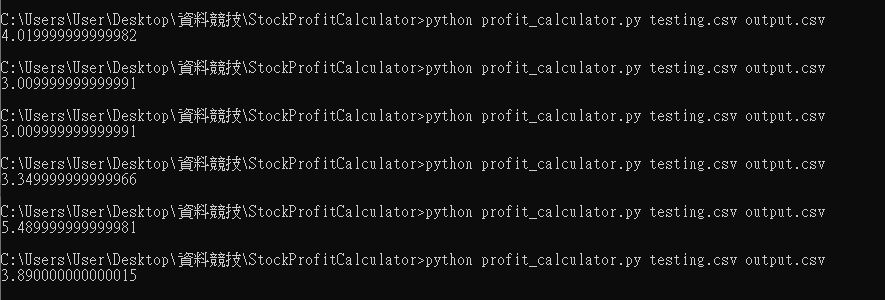 C:\Users\User\Desktop\資料競技\StockProfitCalculator>python profit_calculator.py testing.csv output.csv
4.019999999999982
C:\Users\User\Desktop\資料競技\StockProfitCalculator>python profit_calculator.py testing.csv output.csv
3.009999999999991
C:\Users\User\Desktop\資料競技\StockProfitCalculator>python profit_calculator.py testing.csv output.csv
3.009999999999991
C:\Users\User\Desktop\資料競技\StockProfitCalculator>python profit_calculator.py testing.csv output.csv
3.349999999999966
C:\Users\User\Desktop\資料競技\StockProfitCalculator>python profit_calculator.py testing.csv output.csv
5.489999999999981
C:\Users\User\Desktop\資料競技\StockProfitCalculator>python profit_calculator.py testing.csv output.csv
3.890000000000015